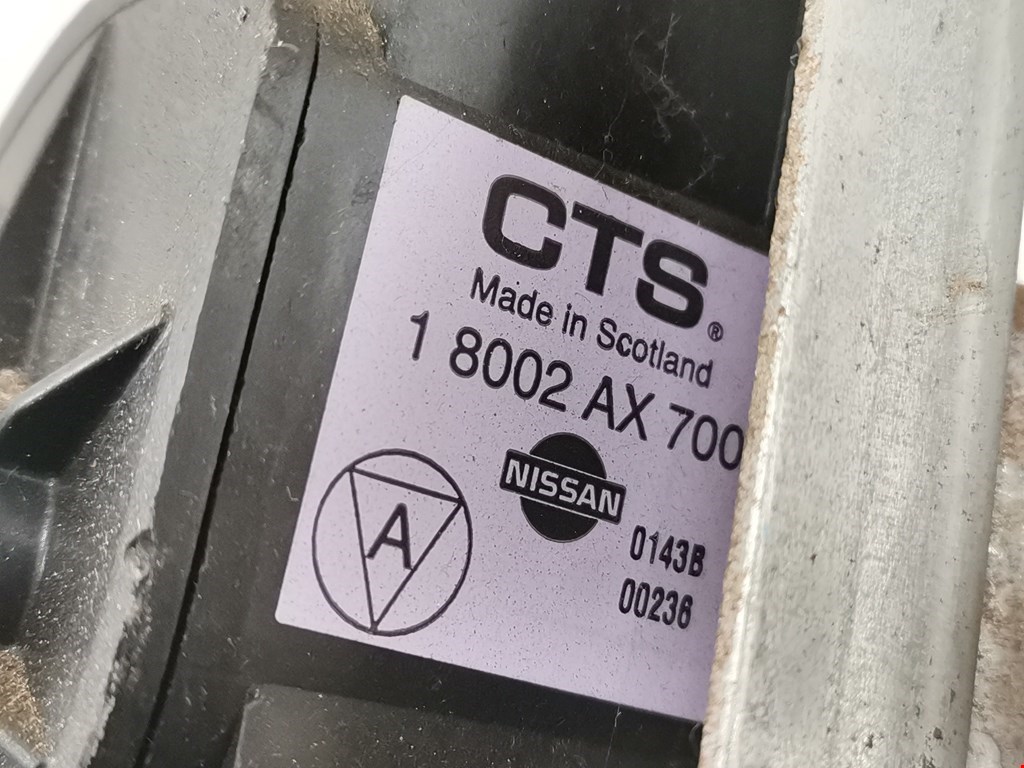 CTS®
Made in Scotland
1 8002 AX 700
A
NISSAN
0143B
00236